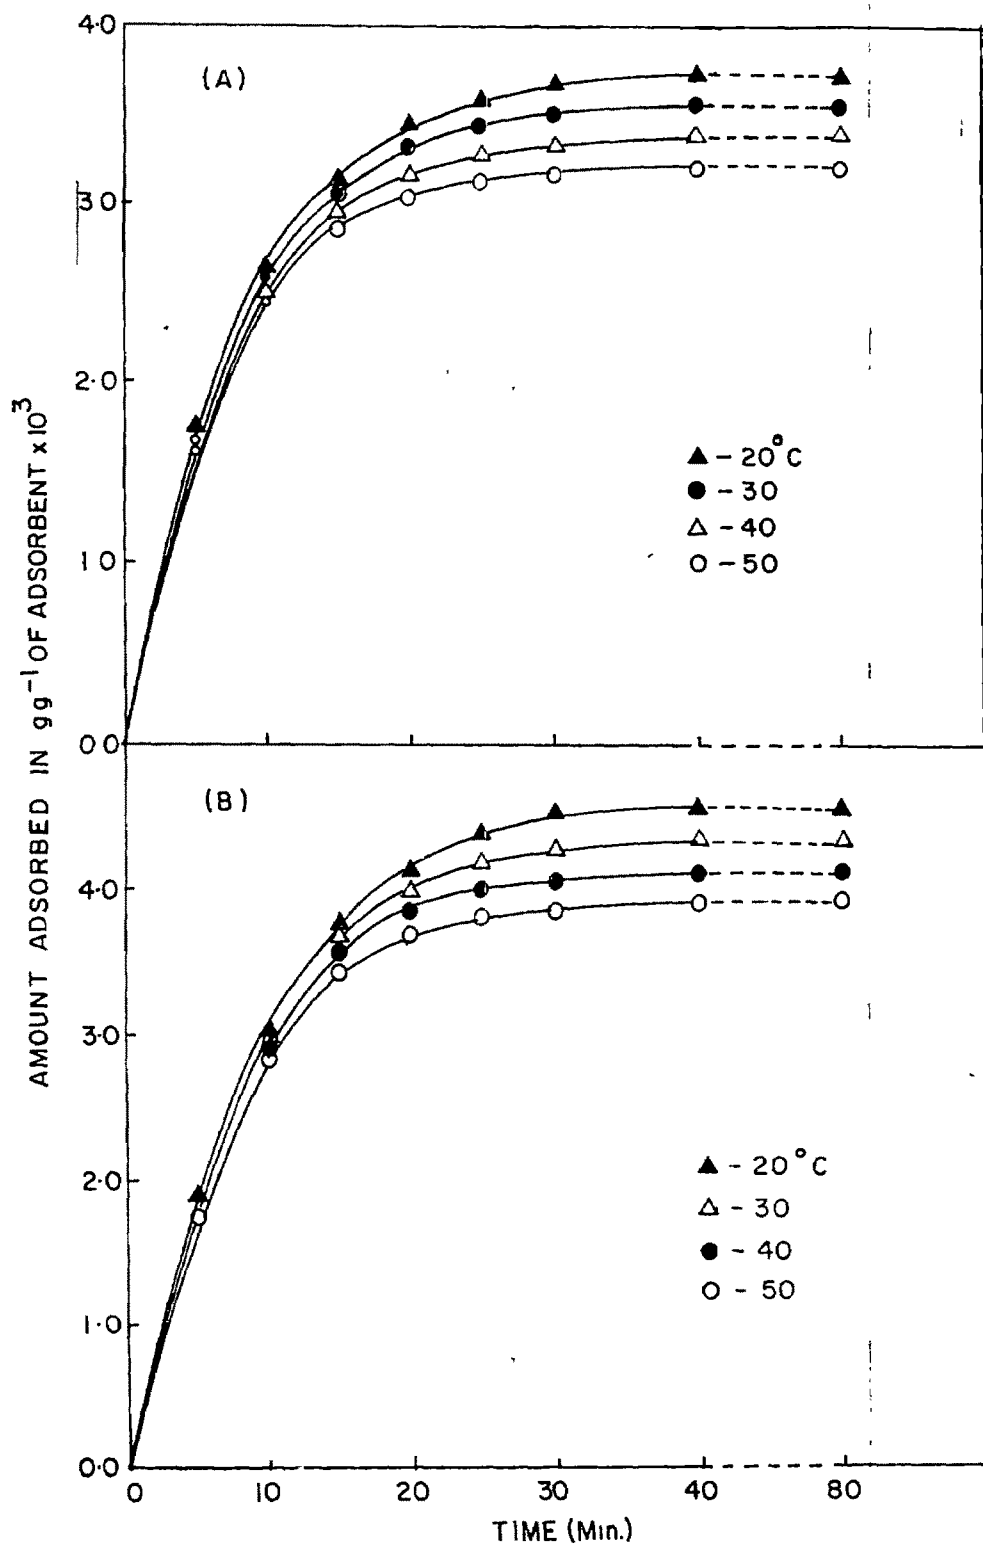 4·0
(A)
3·0
2·0
▲ - 20°C
● - 30
△ - 40
○ - 50
1 0
0 0
AMOUNT ADSORBED IN gg⁻¹ OF ADSORBENT x10³
(B)
4·0
3·0
2·0
▲ - 20°C
△ - 30
● - 40
○ - 50
1·0
0·0
0 10 20 30 40 80
TIME (Min.)